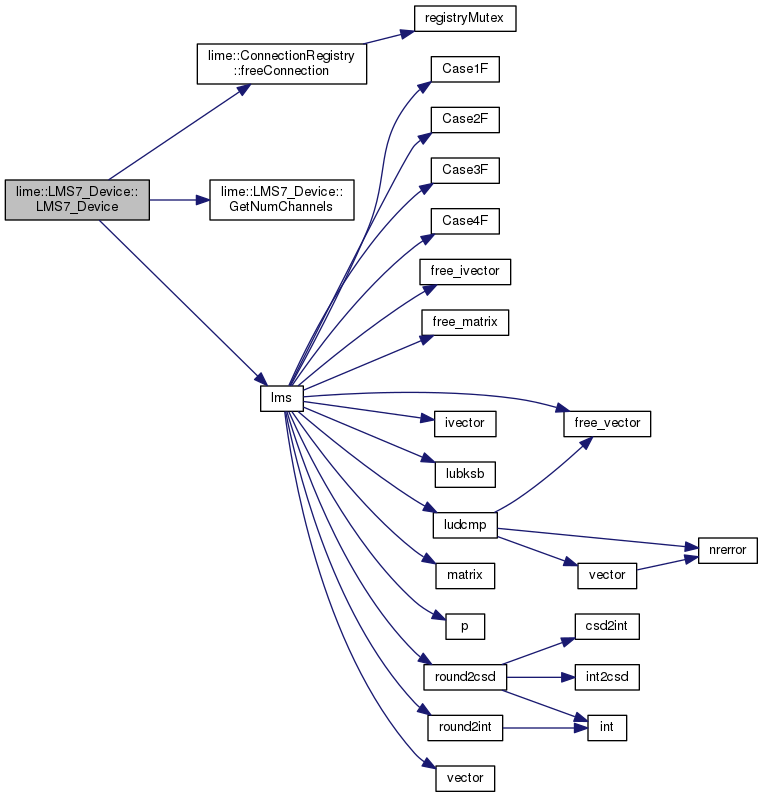 registryMutex
lime::ConnectionRegistry
::freeConnection
Case1F
Case2F
Case3F
lime::LMS7_Device::
LMS7_Device
lime::LMS7_Device::
GetNumChannels
Case4F
free_ivector
free_matrix
lms
ivector
free_vector
lubksb
ludcmp
nrerror
matrix
vector
p
csd2int
round2csd
int2csd
round2int
int
vector